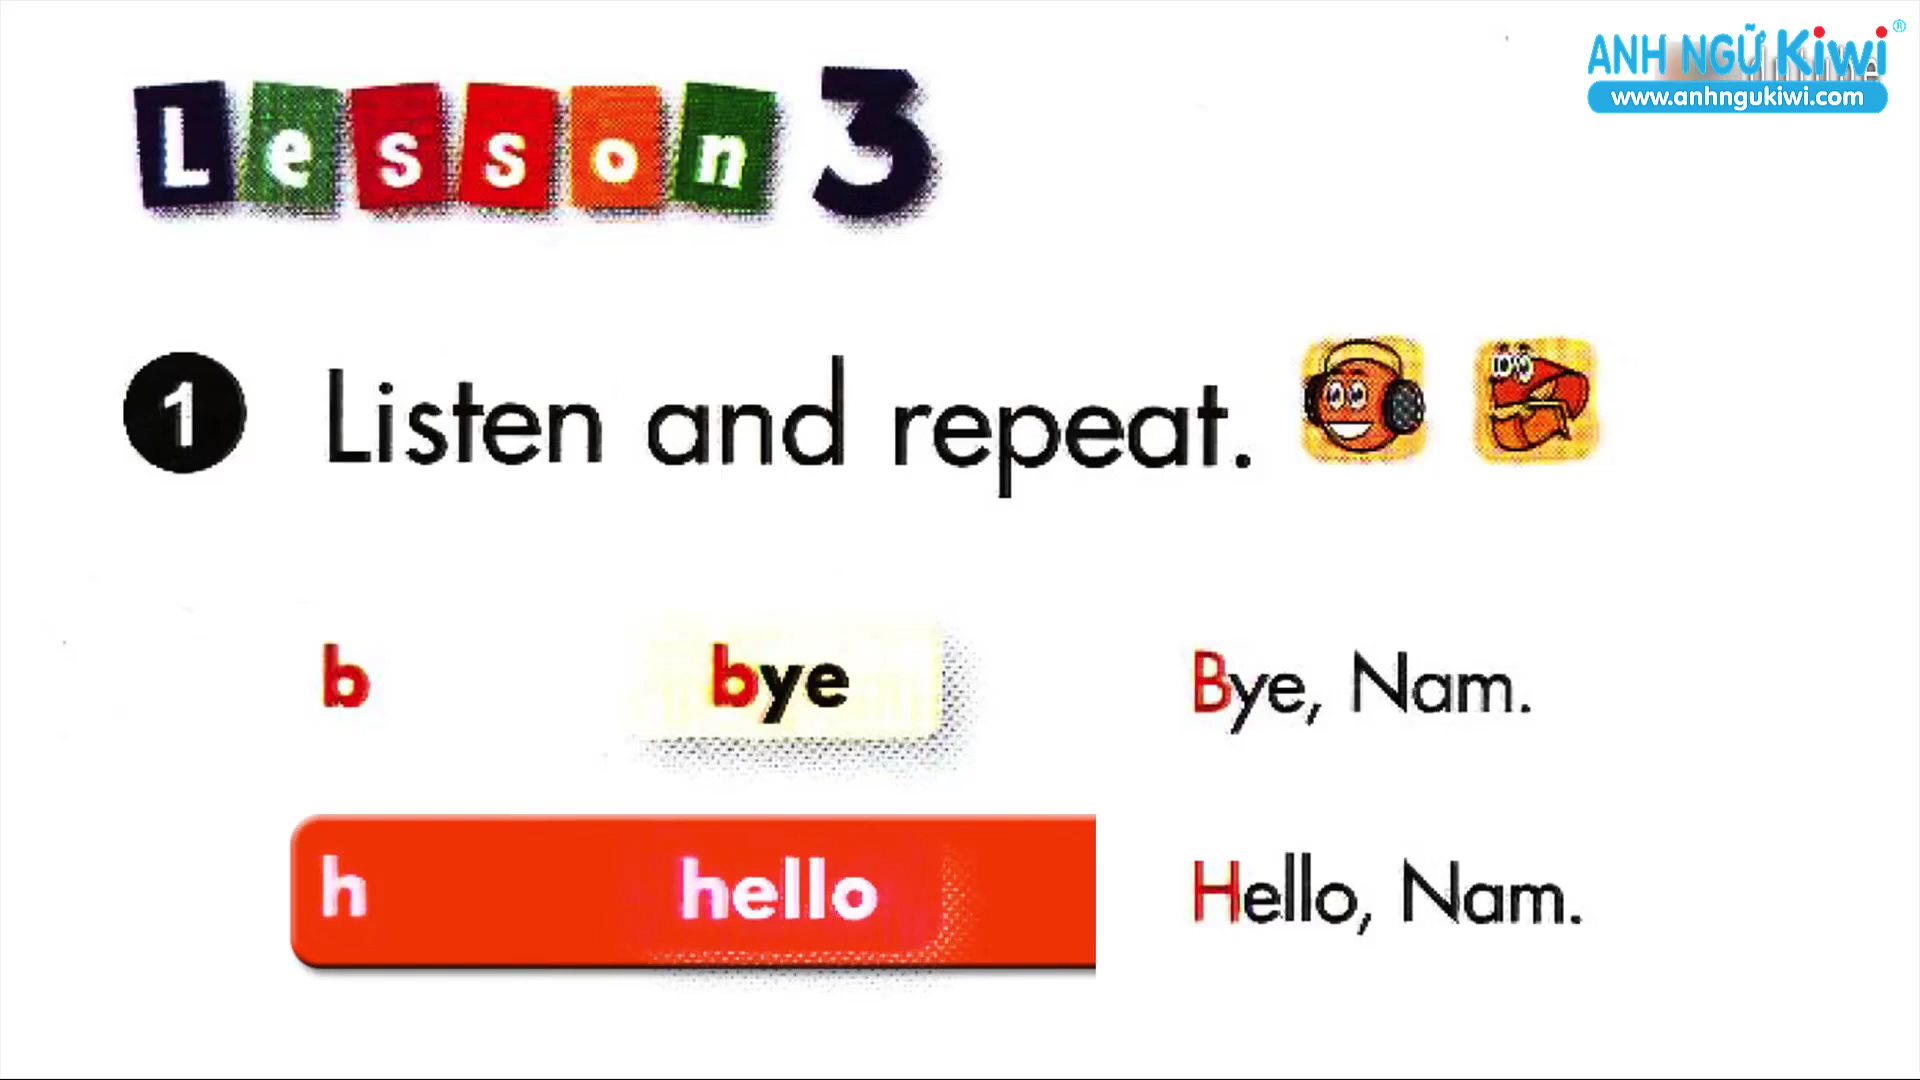 ANH NGỮ Kiwi®
www.anhngukiwi.com
Lesson 3
1 Listen and repeat.
b bye Bye, Nam.
h hello Hello, Nam.